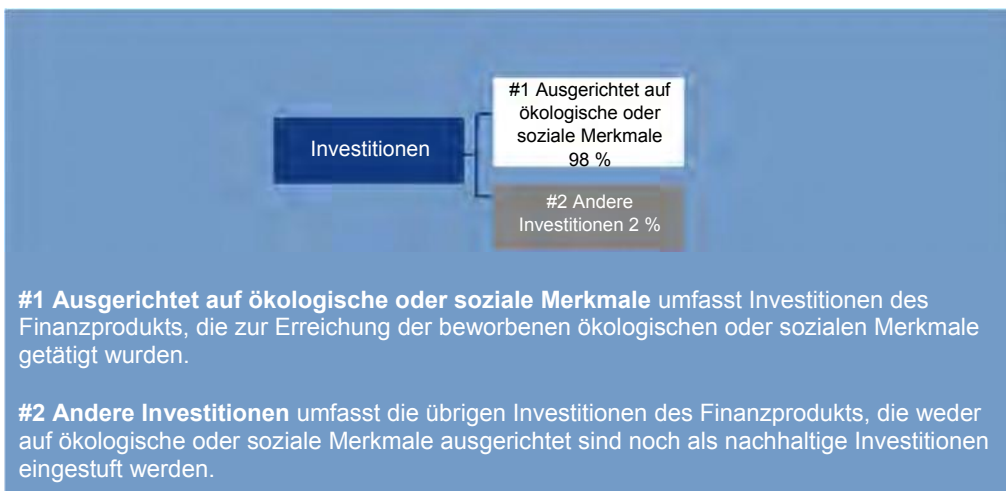 Investitionen
#1 Ausgerichtet auf
ökologische oder
soziale Merkmale
98 %
#2 Andere
Investitionen 2 %
#1 Ausgerichtet auf ökologische oder soziale Merkmale umfasst Investitionen des
Finanzprodukts, die zur Erreichung der beworbenen ökologischen oder sozialen Merkmale
getätigt wurden.
#2 Andere Investitionen umfasst die übrigen Investitionen des Finanzprodukts, die weder
auf ökologische oder soziale Merkmale ausgerichtet sind noch als nachhaltige Investitionen
eingestuft werden.